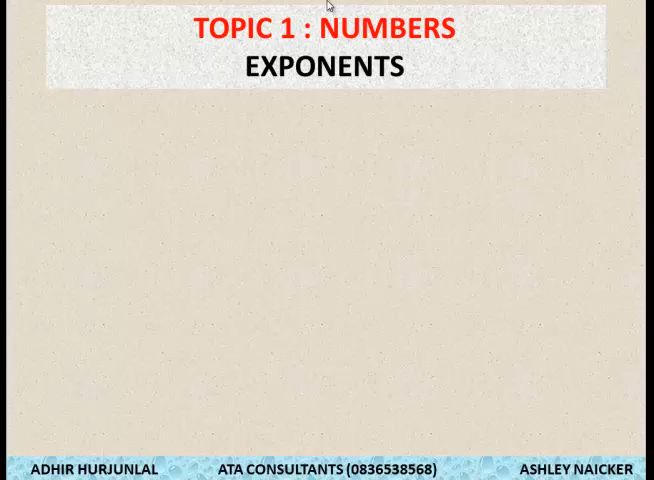 TOPIC 1 : NUMBERS
EXPONENTS
ADHIR HURJUNLAL ATA CONSULTANTS (0836538568) ASHLEY NAICKER